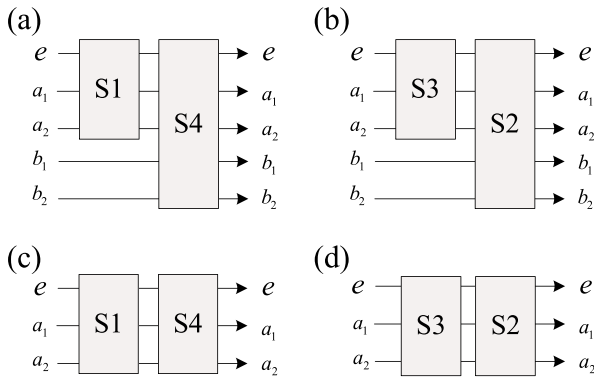 (a)
e S1 S4 e
a₁ a₁
a₂ a₂
b₁ b₁
b₂ b₂
(b)
e S3 S2 e
a₁ a₁
a₂ a₂
b₁ b₁
b₂ b₂
(c)
e e
a₁ S1 S4 a₁
a₂ a₂
(d)
e e
a₁ S3 S2 a₁
a₂ a₂